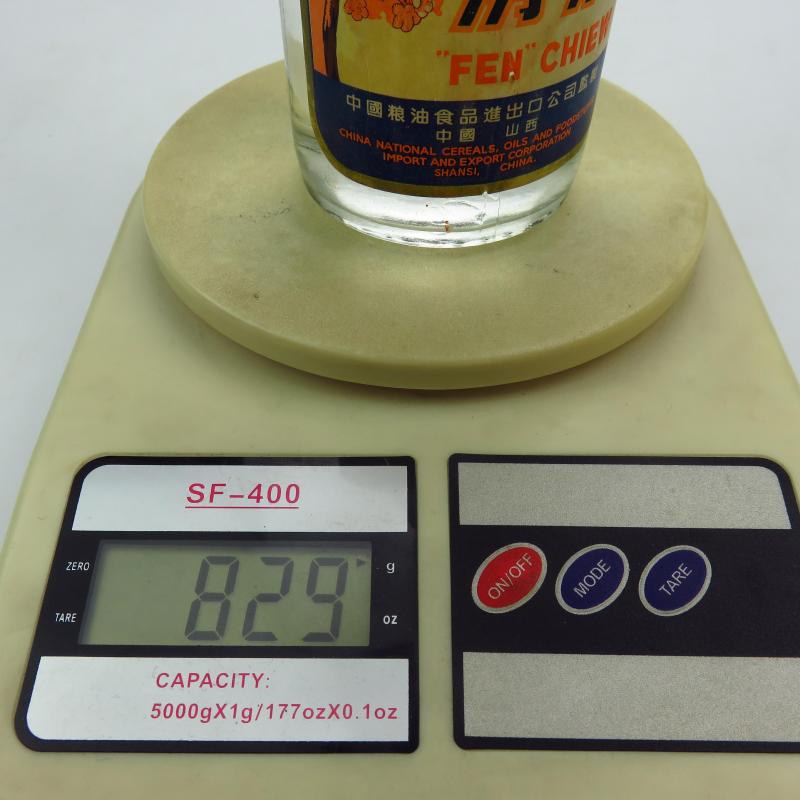 "FEN" CHIEW
中國粮油食品進出口公司監製
中國 山西
CHINA NATIONAL CEREALS, OILS AND FOODSTUFFS
IMPORT AND EXPORT CORPORATION
SHANSI, CHINA.
SF-400
ZERO
829
g
TARE
oz
CAPACITY:
5000gX1g/177ozX0.1oz
ON/OFF
MODE
TARE